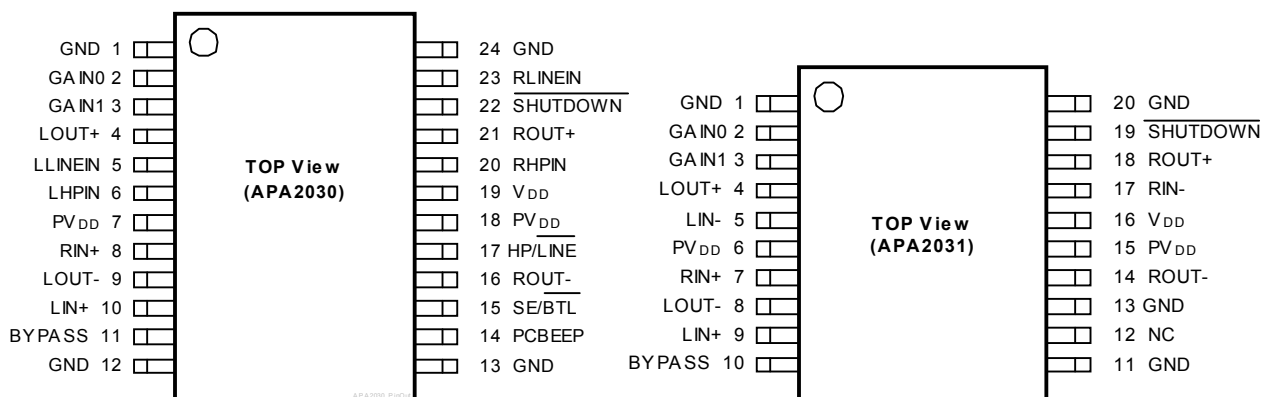 GND 1
GAIN0 2
GAIN1 3
LOUT+ 4
LLINEIN 5
LHPIN 6
PVDD 7
RIN+ 8
LOUT- 9
LIN+ 10
BYPASS 11
GND 12
TOP View
(APA2030)
24 GND
23 RLINEIN
22 SHUTDOWN
21 ROUT+
20 RHPIN
19 VDD
18 PVDD
17 HP/LINE
16 ROUT-
15 SE/BTL
14 PCBEEP
13 GND
APA2030 PinOut
GND 1
GAIN0 2
GAIN1 3
LOUT+ 4
LIN- 5
PVDD 6
RIN+ 7
LOUT- 8
LIN+ 9
BYPASS 10
TOP View
(APA2031)
20 GND
19 SHUTDOWN
18 ROUT+
17 RIN-
16 VDD
15 PVDD
14 ROUT-
13 GND
12 NC
11 GND